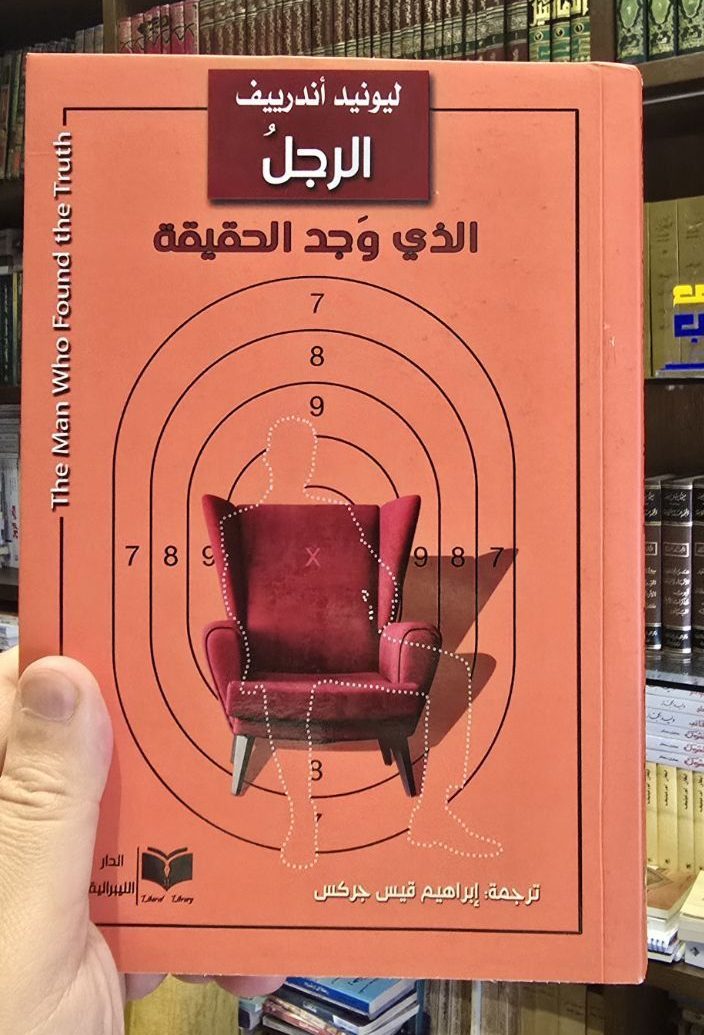 ليونيد أندرييف
الرجلُ
الذي وَجد الحقيقة
The Man Who Found the Truth
7
8
9
7 8 9 X 9 8 7
8
7
الدار
الليبرالية
Liberal Library
ترجمة: إبراهيم قيس جركس